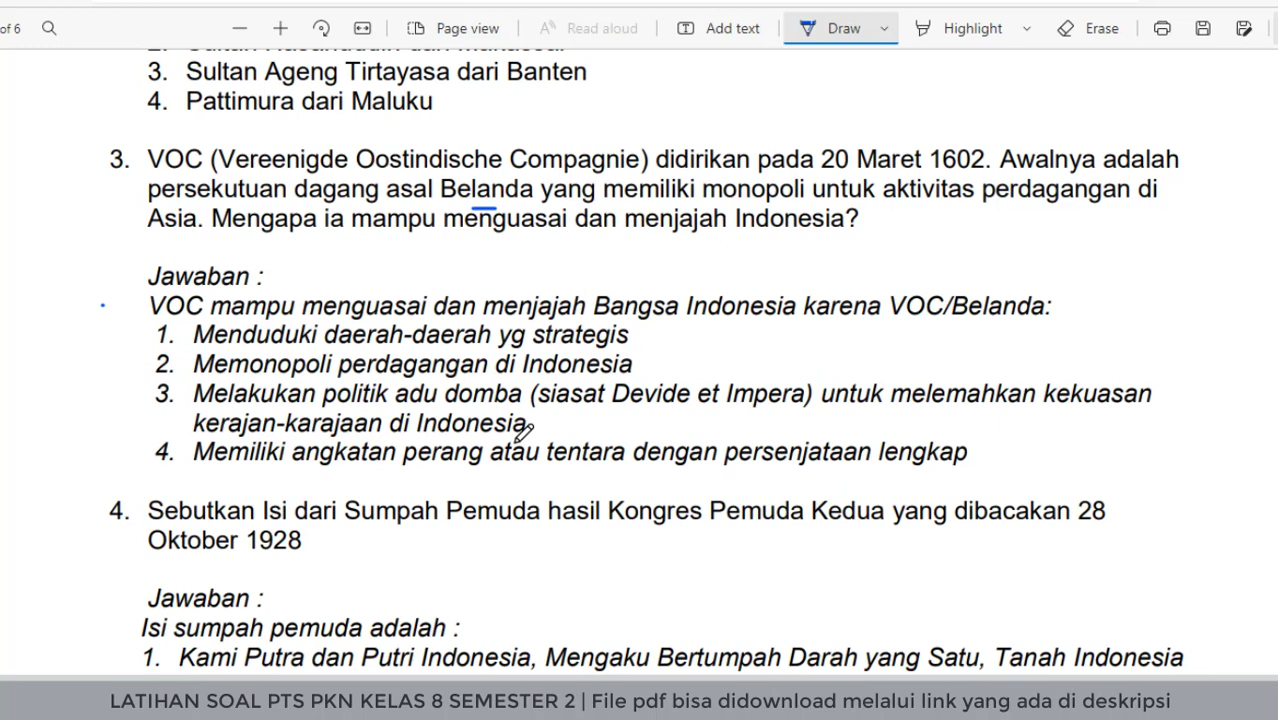 of 6 Page view Read aloud Add text Draw Highlight Erase
3. Sultan Ageng Tirtayasa dari Banten
4. Pattimura dari Maluku
3. VOC (Vereenigde Oostindische Compagnie) didirikan pada 20 Maret 1602. Awalnya adalah
persekutuan dagang asal Belanda yang memiliki monopoli untuk aktivitas perdagangan di
Asia. Mengapa ia mampu menguasai dan menjajah Indonesia?
Jawaban :
VOC mampu menguasai dan menjajah Bangsa Indonesia karena VOC/Belanda:
1. Menduduki daerah-daerah yg strategis
2. Memonopoli perdagangan di Indonesia
3. Melakukan politik adu domba (siasat Devide et Impera) untuk melemahkan kekuasan
kerajan-karajaan di Indonesia
4. Memiliki angkatan perang atau tentara dengan persenjataan lengkap
4. Sebutkan Isi dari Sumpah Pemuda hasil Kongres Pemuda Kedua yang dibacakan 28
Oktober 1928
Jawaban :
Isi sumpah pemuda adalah :
1. Kami Putra dan Putri Indonesia, Mengaku Bertumpah Darah yang Satu, Tanah Indonesia
LATIHAN SOAL PTS PKN KELAS 8 SEMESTER 2 | File pdf bisa didownload melalui link yang ada di deskripsi